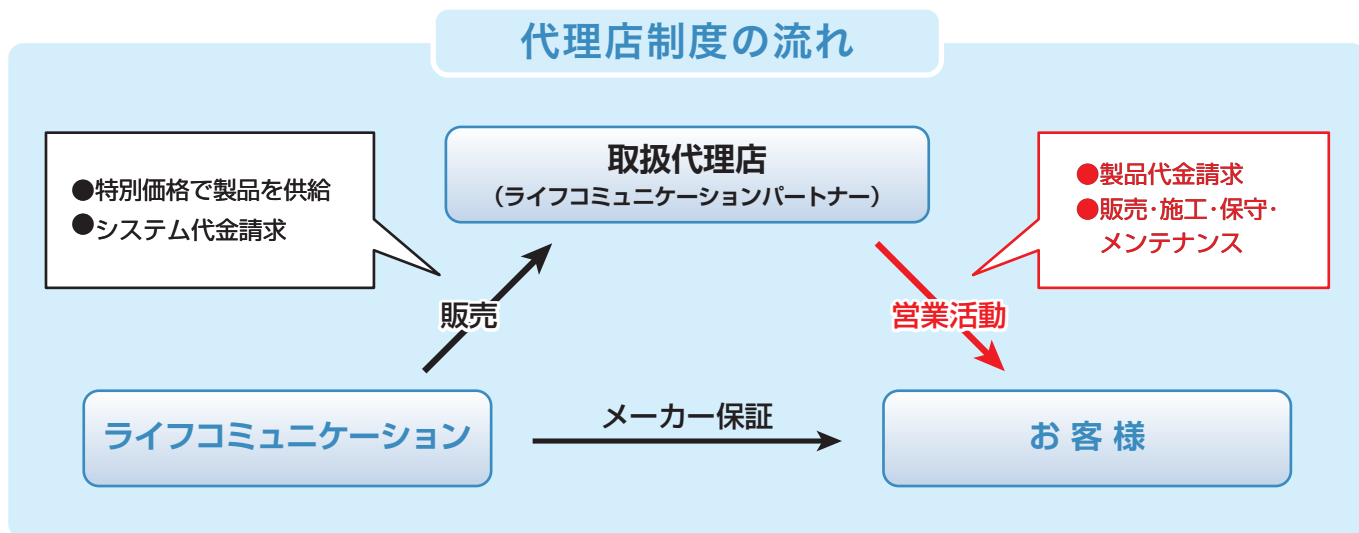 代理店制度の流れ
●特別価格で製品を供給
●システム代金請求
取扱代理店
（ライフコミュニケーションパートナー）
●製品代金請求
●販売・施工・保守・
メンテナンス
販売
営業活動
ライフコミュニケーション
メーカー保証
お客様